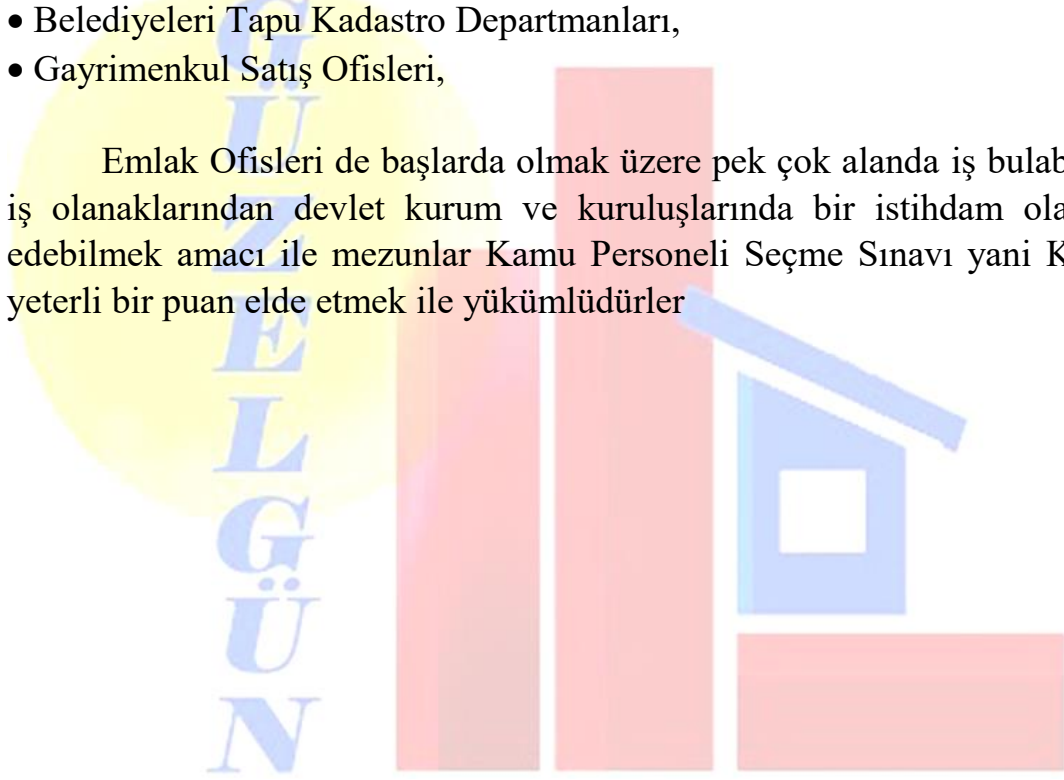 • Belediyeleri Tapu Kadastro Departmanları,
• Gayrimenkul Satış Ofisleri,
Emlak Ofisleri de başlarda olmak üzere pek çok alanda iş
iş olanaklarından devlet kurum ve kuruluşlarında bir istihdam
edebilmek amacı ile mezunlar Kamu Personeli Seçme Sınavı yani
yeterli bir puan elde etmek ile yükümlüdürler
GÜZELGÜN